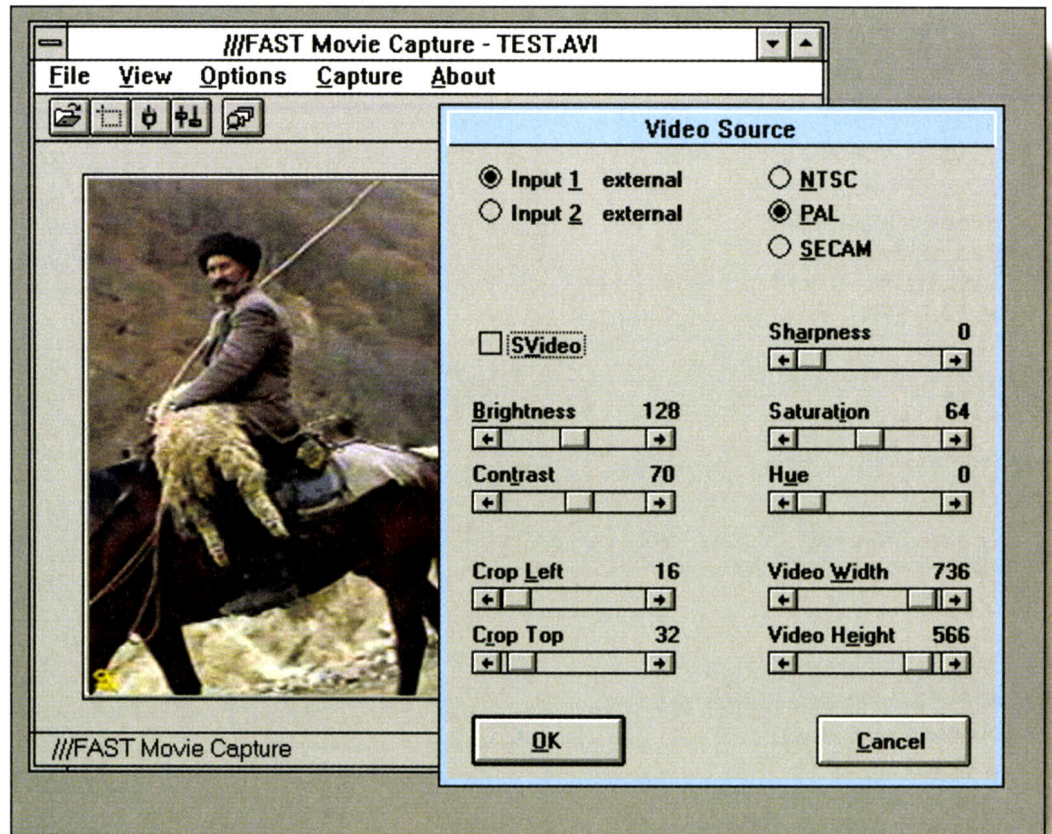 ///FAST Movie Capture - TEST.AVI
File View Options Capture About
Video Source
Input 1 external
Input 2 external
NTSC
PAL
SECAM
SVideo
Sharpness 0
Brightness 128
Saturation 64
Contrast 70
Hue 0
Crop Left 16
Video Width 736
Crop Top 32
Video Height 566
OK
Cancel
///FAST Movie Capture